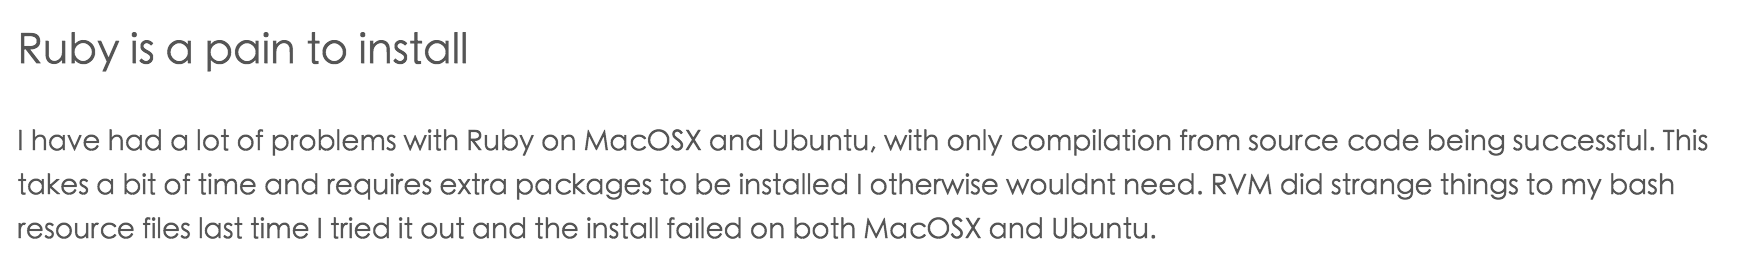 Ruby is a pain to install
I have had a lot of problems with Ruby on MacOSX and Ubuntu, with only compilation from source code being successful. This
takes a bit of time and requires extra packages to be installed I otherwise wouldnt need. RVM did strange things to my bash
resource files last time I tried it out and the install failed on both MacOSX and Ubuntu.